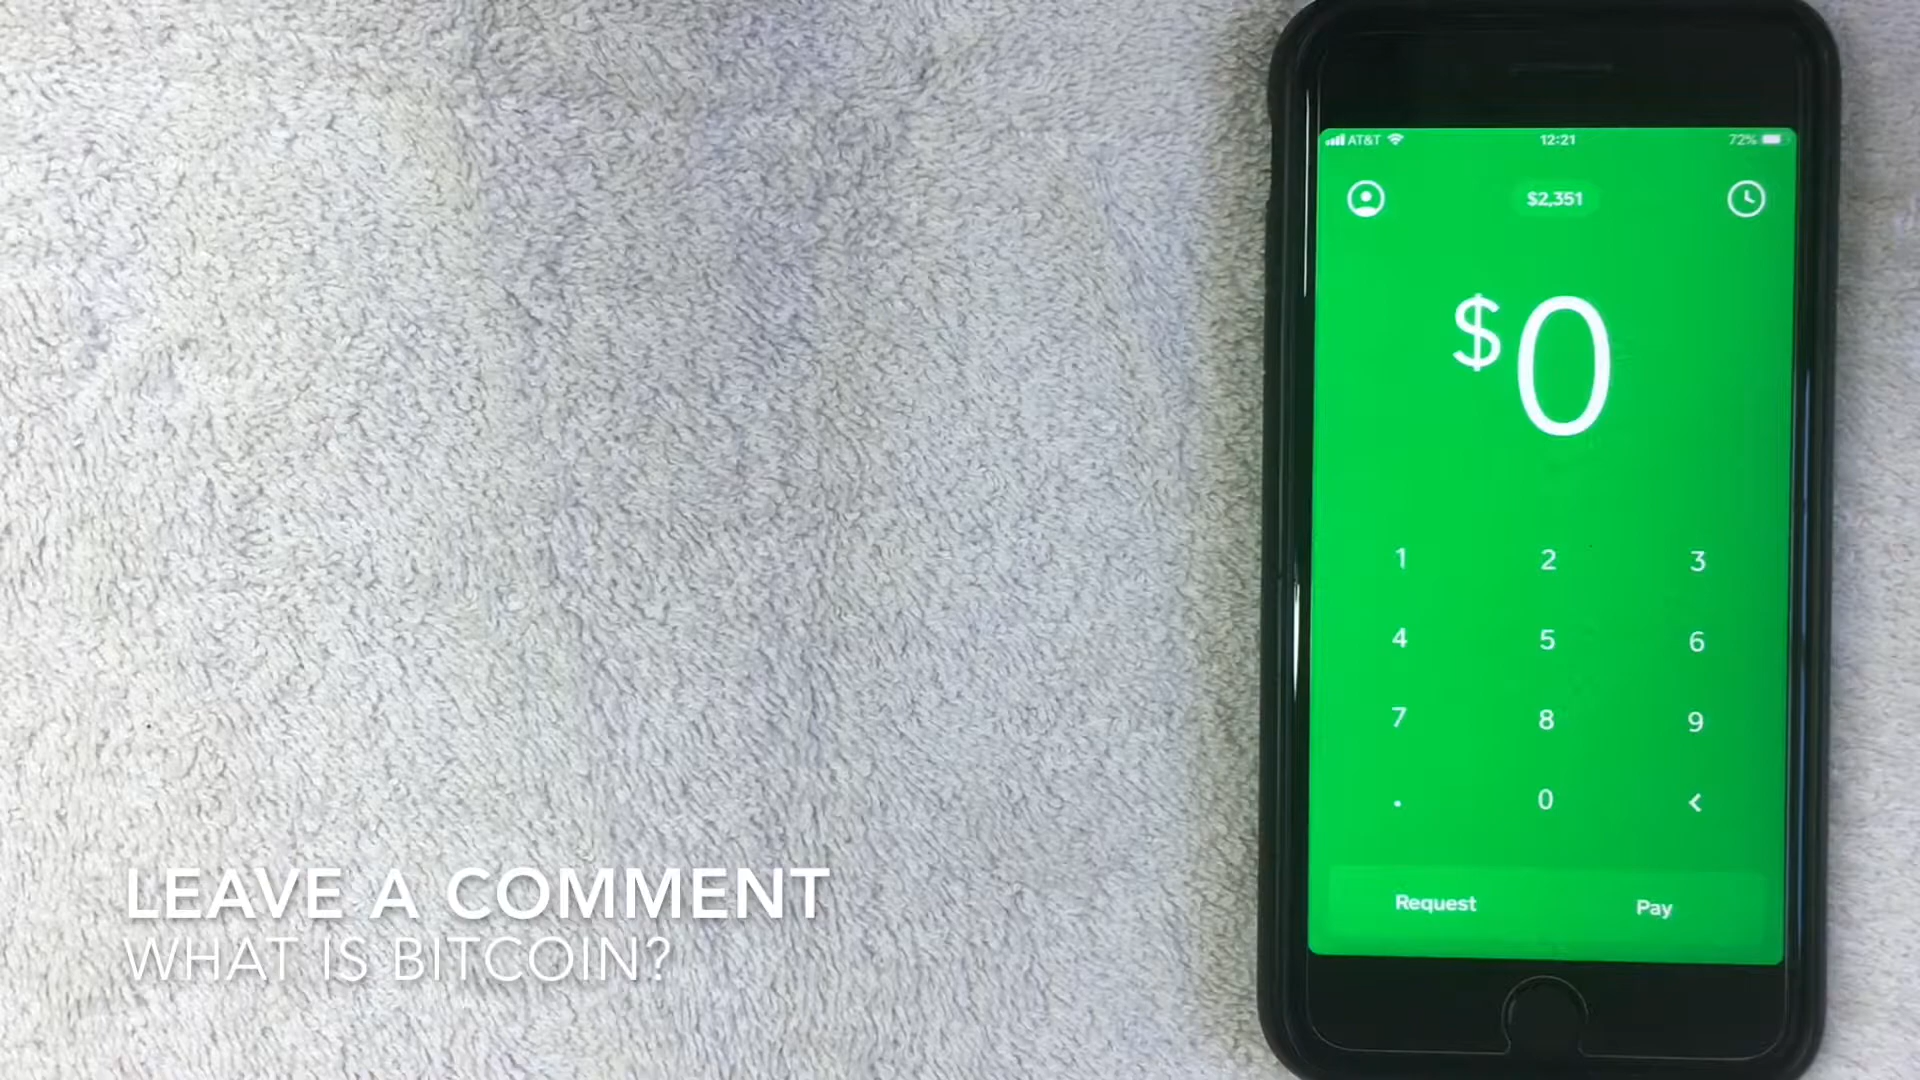 AT&T 12:21 72%
$2,351
$0
1 2 3
4 5 6
7 8 9
. 0 <
Request Pay
LEAVE A COMMENT
WHAT IS BITCOIN?